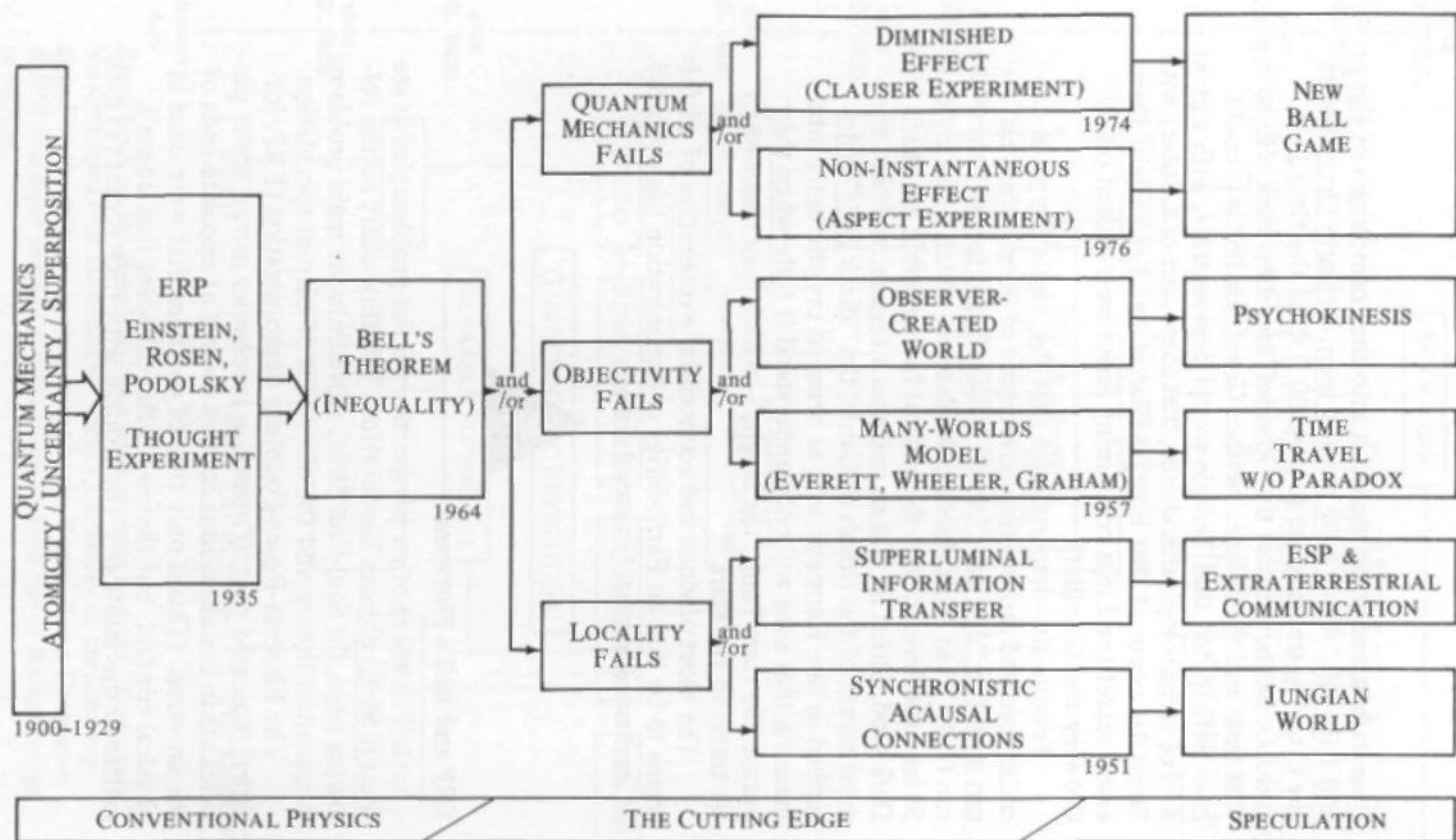 QUANTUM MECHANICS
ATOMICITY / UNCERTAINTY / SUPERPOSITION
1900–1929
ERP
EINSTEIN,
ROSEN,
PODOLSKY
THOUGHT
EXPERIMENT
1935
BELL'S
THEOREM
(INEQUALITY)
1964
and
/or
QUANTUM
MECHANICS
FAILS
and
/or
DIMINISHED
EFFECT
(CLAUSER EXPERIMENT)
1974
NON-INSTANTANEOUS
EFFECT
(ASPECT EXPERIMENT)
1976
NEW
BALL
GAME
OBJECTIVITY
FAILS
and
/or
OBSERVER-
CREATED
WORLD
PSYCHOKINESIS
MANY-WORLDS
MODEL
(EVERETT, WHEELER, GRAHAM)
1957
TIME
TRAVEL
W/O PARADOX
LOCALITY
FAILS
and
/or
SUPERLUMINAL
INFORMATION
TRANSFER
ESP &
EXTRATERRESTRIAL
COMMUNICATION
SYNCHRONISTIC
ACAUSAL
CONNECTIONS
1951
JUNGIAN
WORLD
CONVENTIONAL PHYSICS
THE CUTTING EDGE
SPECULATION